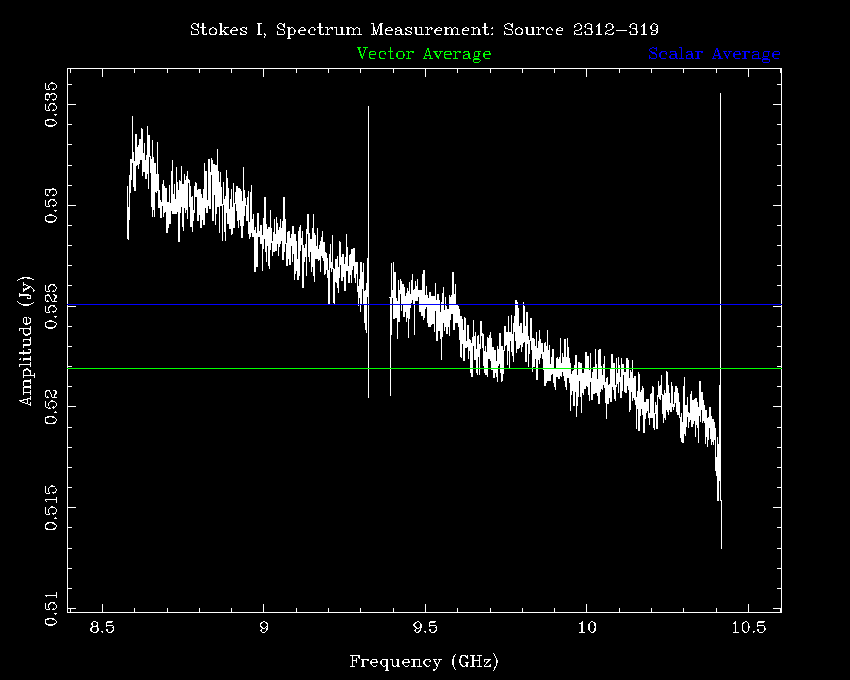 Stokes I, Spectrum Measurement: Source 2312−319
Vector Average
Scalar Average
0.535
0.53
0.525
0.52
0.515
0.51
Amplitude (Jy)
8.5 9 9.5 10 10.5
Frequency (GHz)